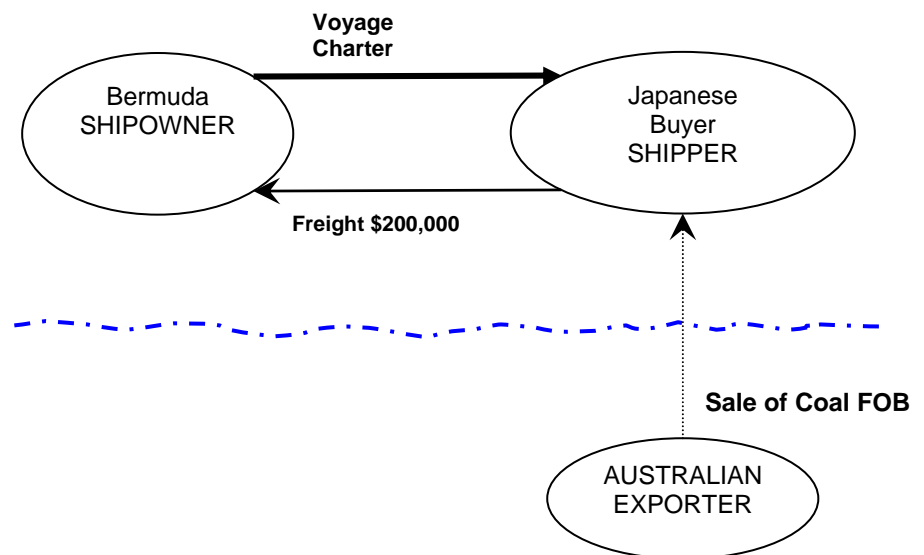 Voyage
Charter
Bermuda
SHIPOWNER
Japanese
Buyer
SHIPPER
Freight $200,000
Sale of Coal FOB
AUSTRALIAN
EXPORTER